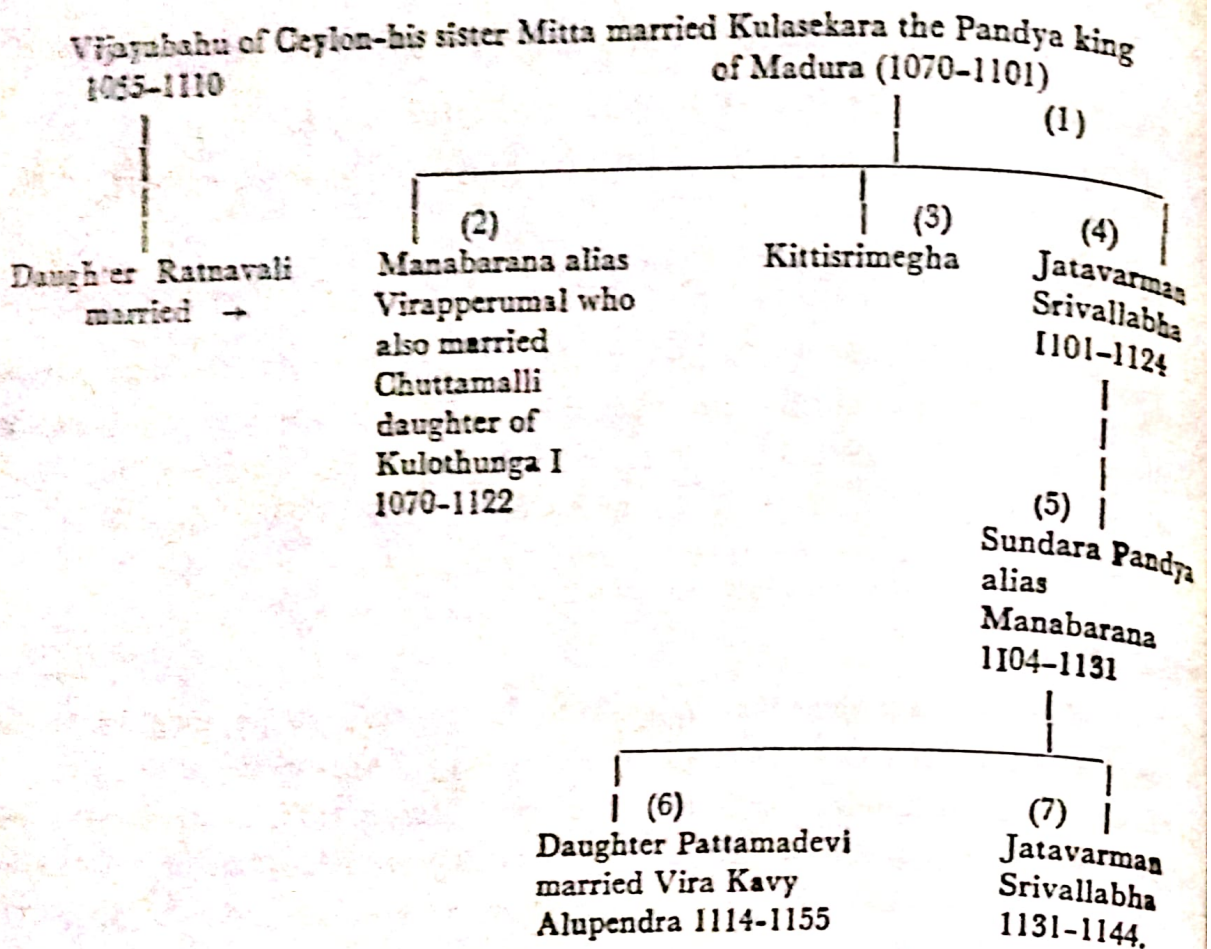 Vijayabahu of Ceylon-his sister Mitta married Kulasekara the Pandya king
1055-1110 of Madura (1070-1101)
(1)
Daughter Ratnavali
married →
(2)
Manabarana alias
Virapperumal who
also married
Chuttamalli
daughter of
Kulothunga I
1070-1122
(3)
Kittisrimegha
(4)
Jatavarman
Srivallabha
1101-1124
(5)
Sundara Pandya
alias
Manabarana
1104-1131
(6)
Daughter Pattamadevi
married Vira Kavy
Alupendra 1114-1155
(7)
Jatavarman
Srivallabha
1131-1144.